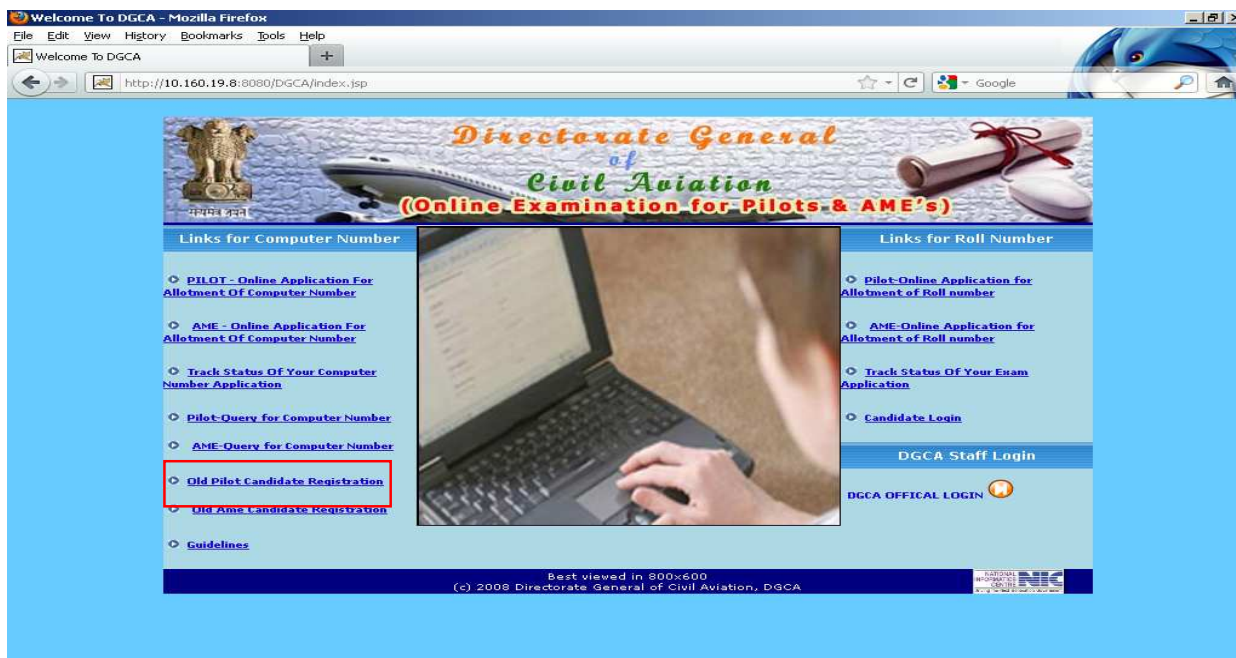 Welcome To DGCA - Mozilla Firefox
File Edit View History Bookmarks Tools Help
Welcome To DGCA
http://10.160.19.8:8080/DGCA/index.jsp
Google
Directorate General
of
Civil Aviation
(Online Examination for Pilots & AME's)
सत्यमेव जयते
Links for Computer Number
PILOT - Online Application For
Allotment Of Computer Number
AME - Online Application For
Allotment Of Computer Number
Track Status Of Your Computer
Number Application
Pilot-Query for Computer Number
AME-Query for Computer Number
Old Pilot Candidate Registration
Old Ame Candidate Registration
Guidelines
Links for Roll Number
Pilot-Online Application for
Allotment of Roll number
AME-Online Application for
Allotment of Roll number
Track Status Of Your Exam
Application
Candidate Login
DGCA Staff Login
DGCA OFFICAL LOGIN
Best viewed in 800x600
(c) 2008 Directorate General of Civil Aviation, DGCA
NATIONAL
INFORMATICS
CENTRE
NIC